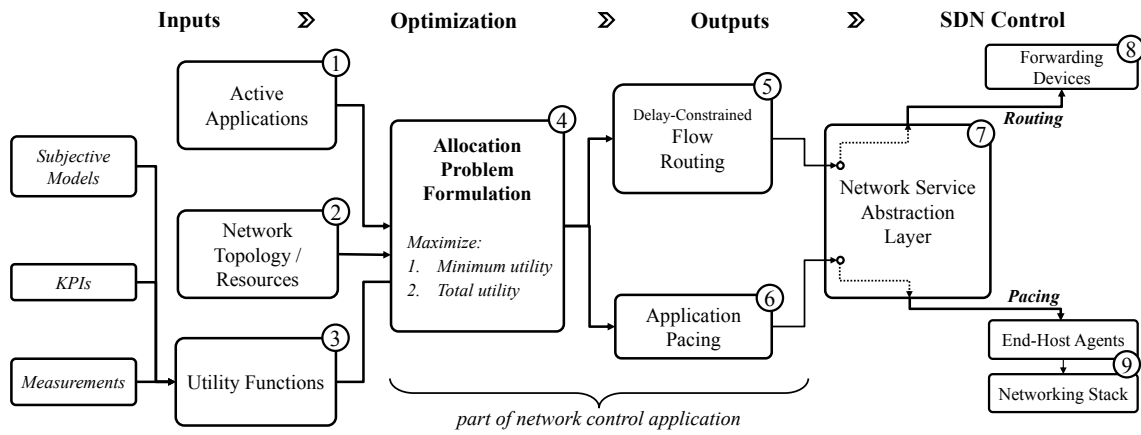 Inputs » Optimization » Outputs » SDN Control
1
Active
Applications
Subjective
Models
2
Network
Topology /
Resources
KPIs
3
Utility Functions
Measurements
4
Allocation
Problem
Formulation
Maximize:
1. Minimum utility
2. Total utility
5
Delay-Constrained
Flow
Routing
6
Application
Pacing
part of network control application
7
Network Service
Abstraction
Layer
8
Forwarding
Devices
Routing
Pacing
End-Host Agents
9
Networking Stack